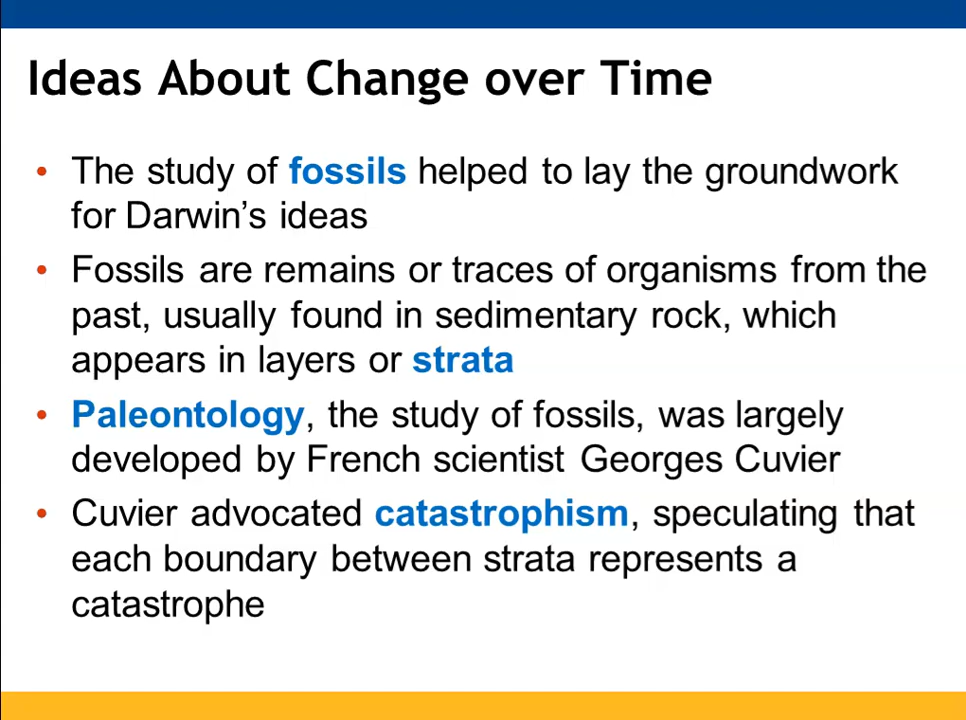 Ideas About Change over Time
• The study of fossils helped to lay the groundwork
for Darwin’s ideas
• Fossils are remains or traces of organisms from the
past, usually found in sedimentary rock, which
appears in layers or strata
• Paleontology, the study of fossils, was largely
developed by French scientist Georges Cuvier
• Cuvier advocated catastrophism, speculating that
each boundary between strata represents a
catastrophe